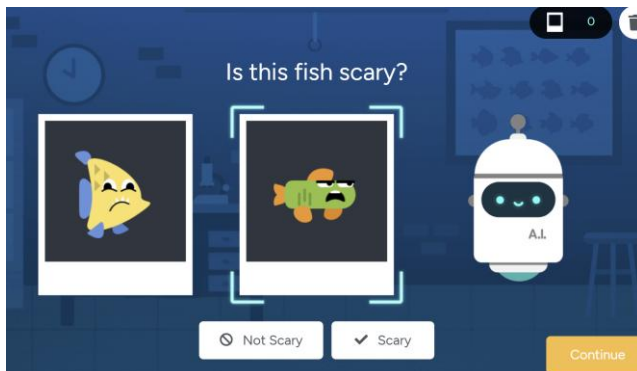 0
Is this fish scary?
A.I.
Not Scary
Scary
Continue